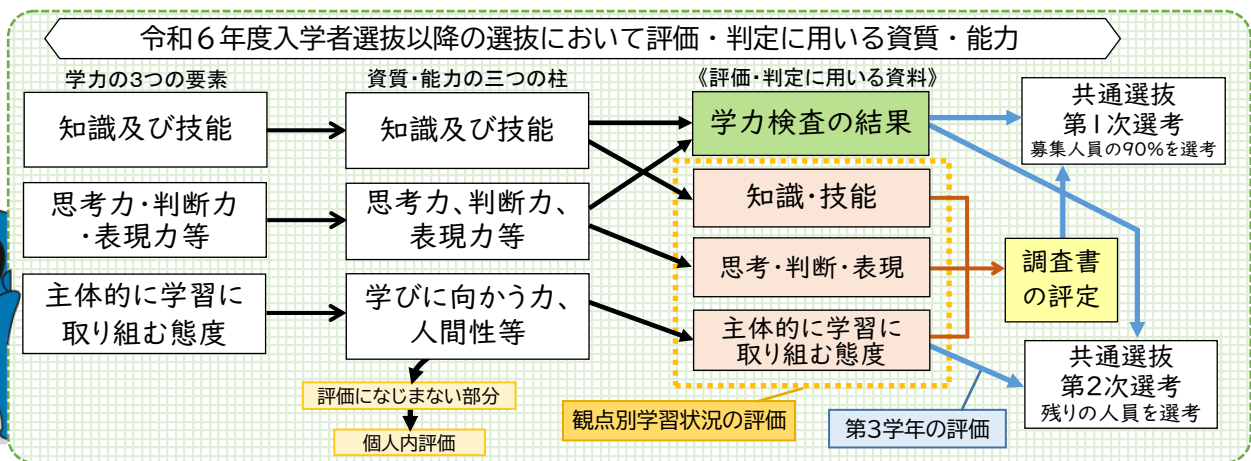 令和6年度入学者選抜以降の選抜において評価・判定に用いる資質・能力
学力の3つの要素
知識及び技能
思考力・判断力
・表現力等
主体的に学習に
取り組む態度
資質・能力の三つの柱
知識及び技能
思考力、判断力、
表現力等
学びに向かう力、
人間性等
評価になじまない部分
個人内評価
《評価・判定に用いる資料》
学力検査の結果
知識・技能
思考・判断・表現
主体的に学習に
取り組む態度
観点別学習状況の評価
第3学年の評価
調査書
の評定
共通選抜
第1次選考
募集人員の90%を選考
共通選抜
第2次選考
残りの人員を選考